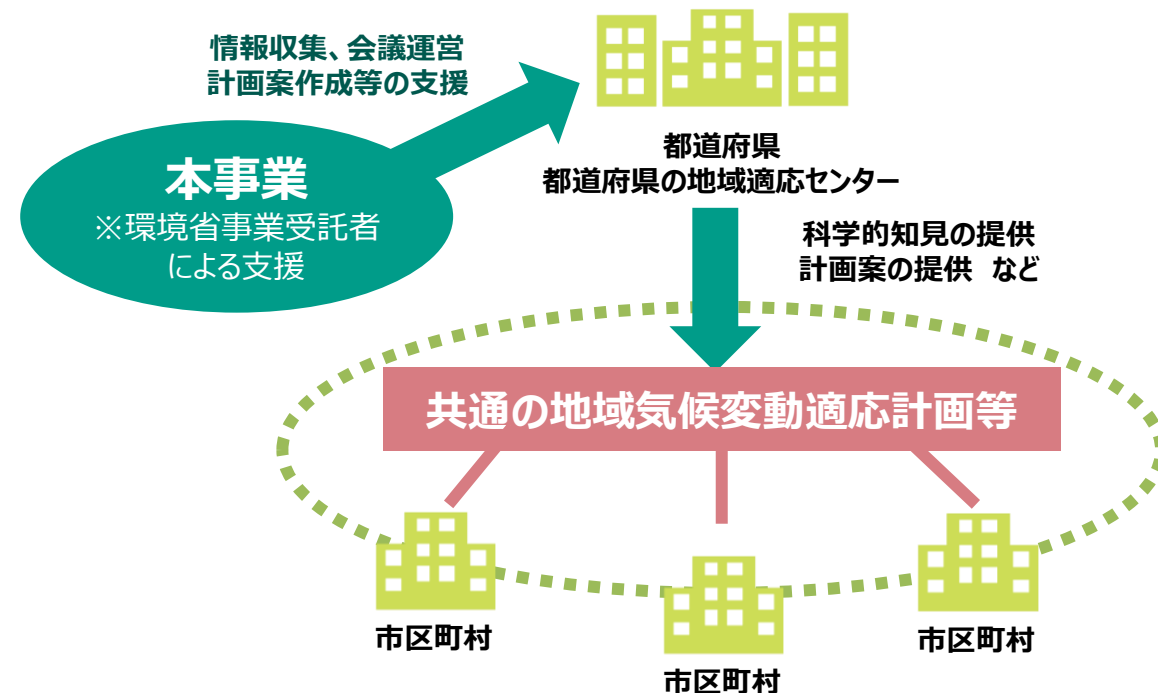 情報収集、会議運営
計画案作成等の支援
本事業
※環境省事業受託者
による支援
都道府県
都道府県の地域適応センター
科学的知見の提供
計画案の提供 など
共通の地域気候変動適応計画等
市区町村
市区町村
市区町村